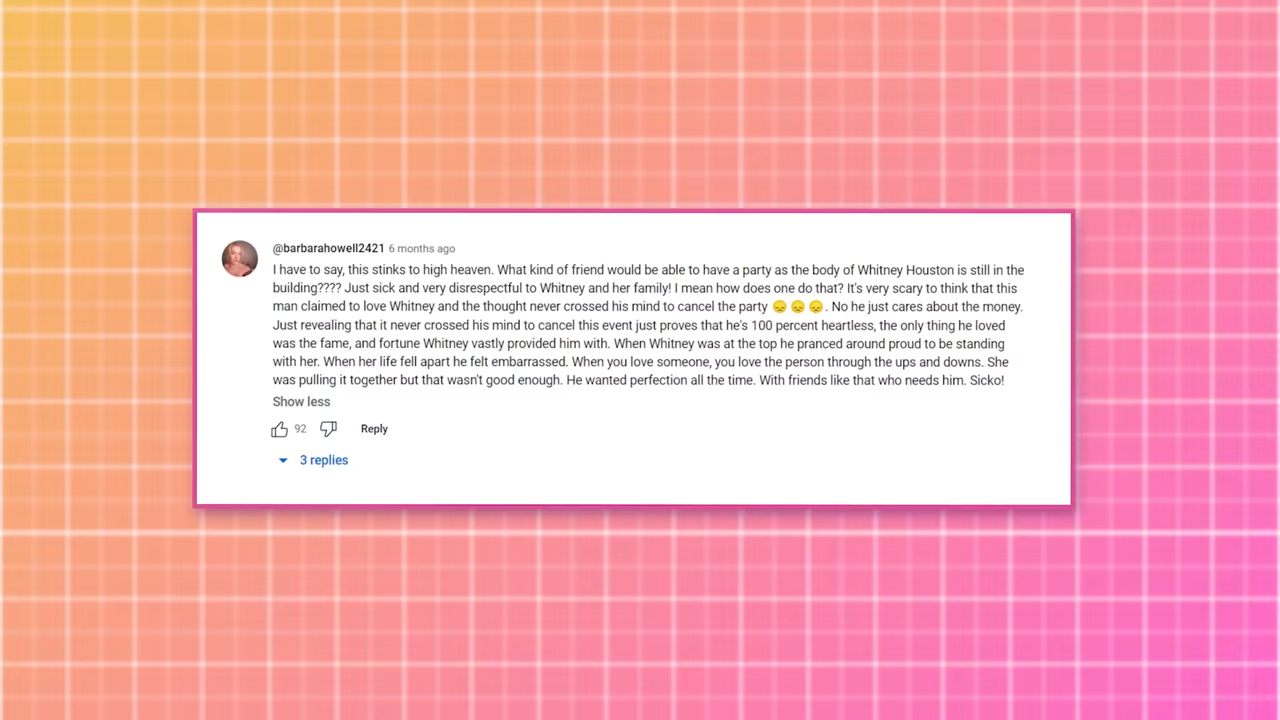 @barbarahowell2421 6 months ago
I have to say, this stinks to high heaven. What kind of friend would be able to have a party as the body of Whitney Houston is still in the
building???? Just sick and very disrespectful to Whitney and her family! I mean how does one do that? It's very scary to think that this
man claimed to love Whitney and the thought never crossed his mind to cancel the party 😞 😞 😞 . No he just cares about the money.
Just revealing that it never crossed his mind to cancel this event just proves that he's 100 percent heartless, the only thing he loved
was the fame, and fortune Whitney vastly provided him with. When Whitney was at the top he pranced around proud to be standing
with her. When her life fell apart he felt embarrassed. When you love someone, you love the person through the ups and downs. She
was pulling it together but that wasn't good enough. He wanted perfection all the time. With friends like that who needs him. Sicko!
Show less
92 Reply
3 replies